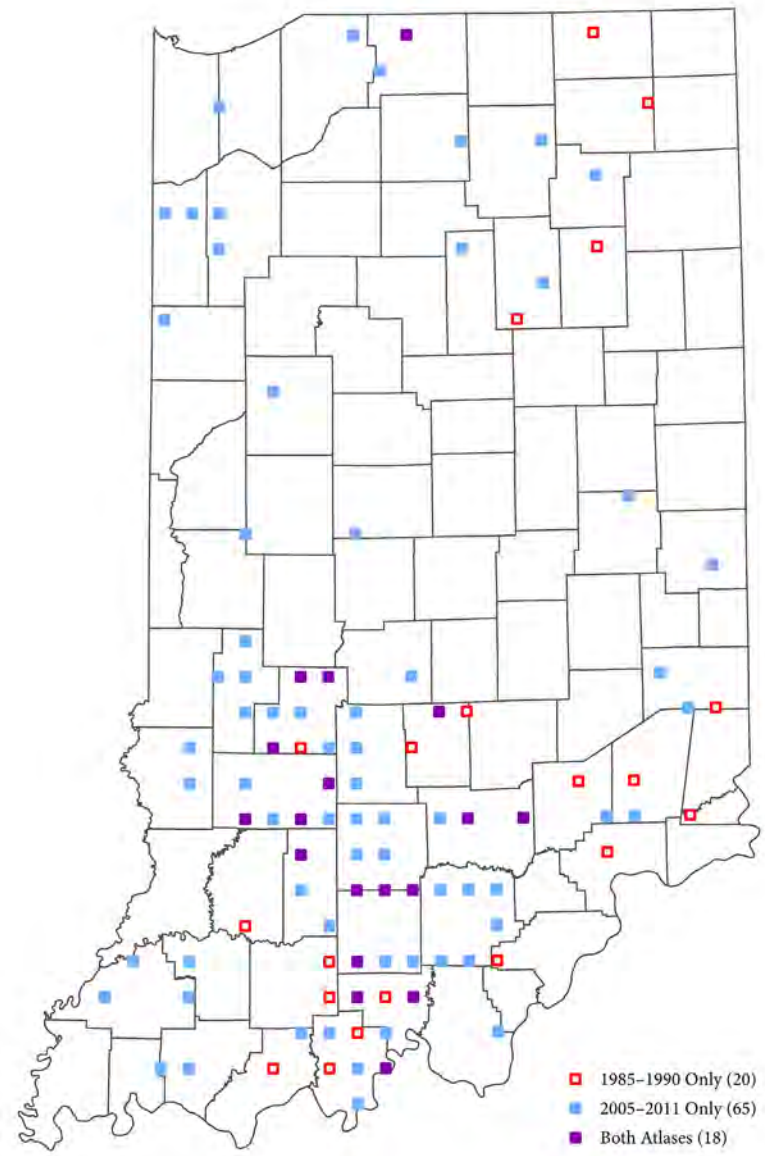 1985–1990 Only (20)
2005–2011 Only (65)
Both Atlases (18)